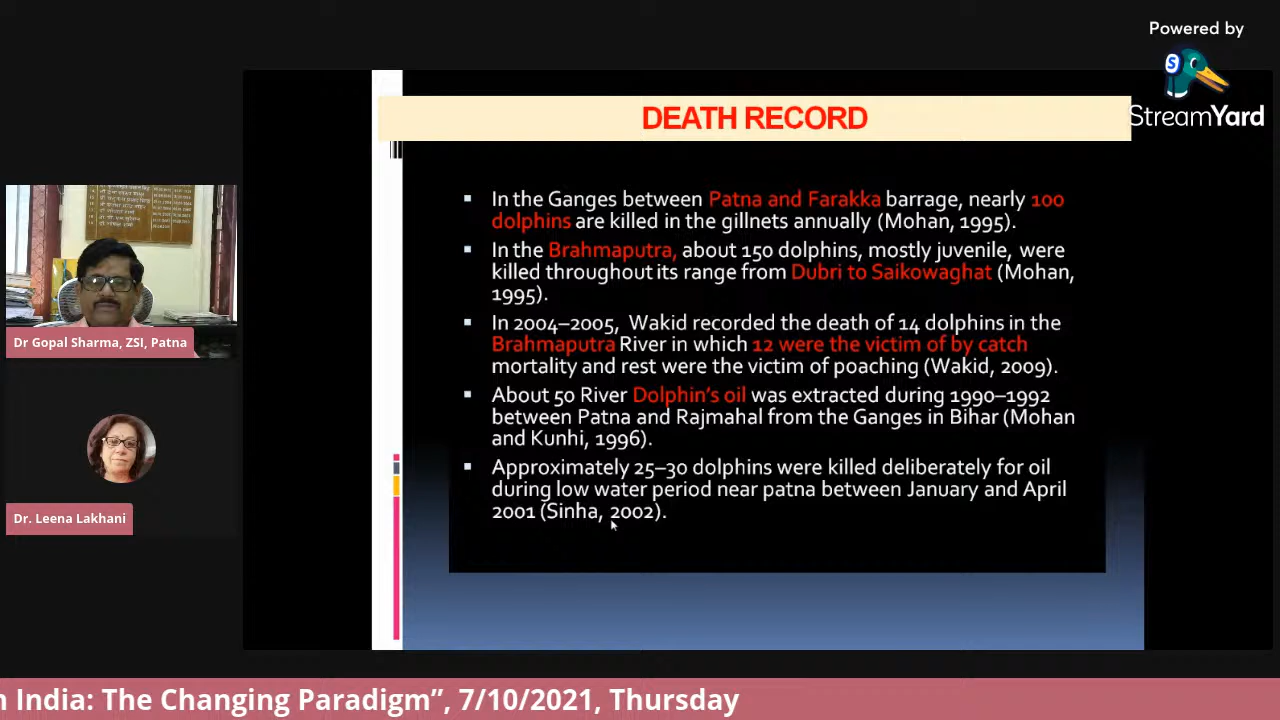 Powered by
StreamYard
DEATH RECORD
In the Ganges between Patna and Farakka barrage, nearly 100
dolphins are killed in the gillnets annually (Mohan, 1995).
In the Brahmaputra, about 150 dolphins, mostly juvenile, were
killed throughout its range from Dubri to Saikowaghat (Mohan,
1995).
In 2004–2005, Wakid recorded the death of 14 dolphins in the
Brahmaputra River in which 12 were the victim of by catch
mortality and rest were the victim of poaching (Wakid, 2009).
About 50 River Dolphin's oil was extracted during 1990–1992
between Patna and Rajmahal from the Ganges in Bihar (Mohan
and Kunhi, 1996).
Approximately 25–30 dolphins were killed deliberately for oil
during low water period near patna between January and April
2001 (Sinha, 2002).
Dr Gopal Sharma, ZSI, Patna
Dr. Leena Lakhani
n India: The Changing Paradigm”, 7/10/2021, Thursday